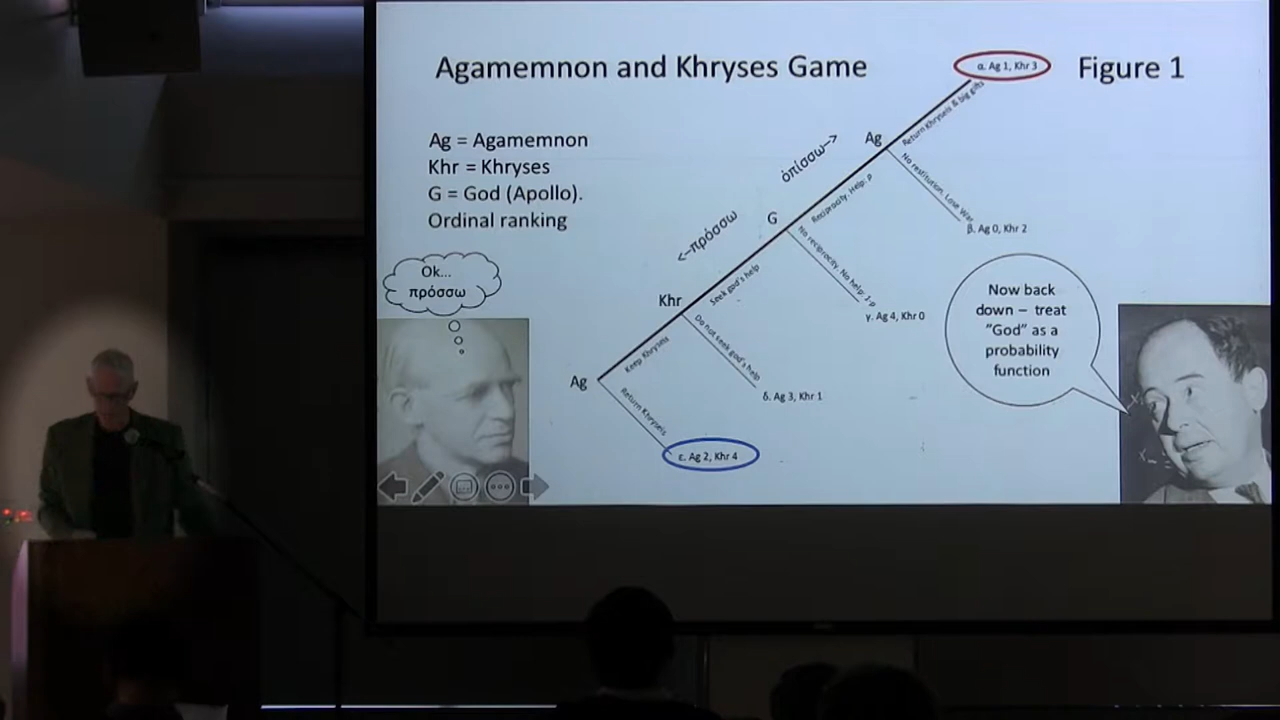 Agamemnon and Khryses Game
Figure 1
α. Ag 1, Khr 3
Return Khryseis & big gifts
Ag = Agamemnon
Khr = Khryses
G = God (Apollo).
Ordinal ranking
Ag
ὀπίσω–>
No restitution. Lose War.
Reciprocity. Help: p
β. Ag 0, Khr 2
G
<–πρόσσω
No reciprocity. No help: 1-p
γ. Ag 4, Khr 0
Seek god's help
Khr
Do not seek god's help
δ. Ag 3, Khr 1
Keep Khryseis
Ag
Return Khryseis
ε. Ag 2, Khr 4
Ok...
πρόσσω
Now back
down – treat
"God" as a
probability
function